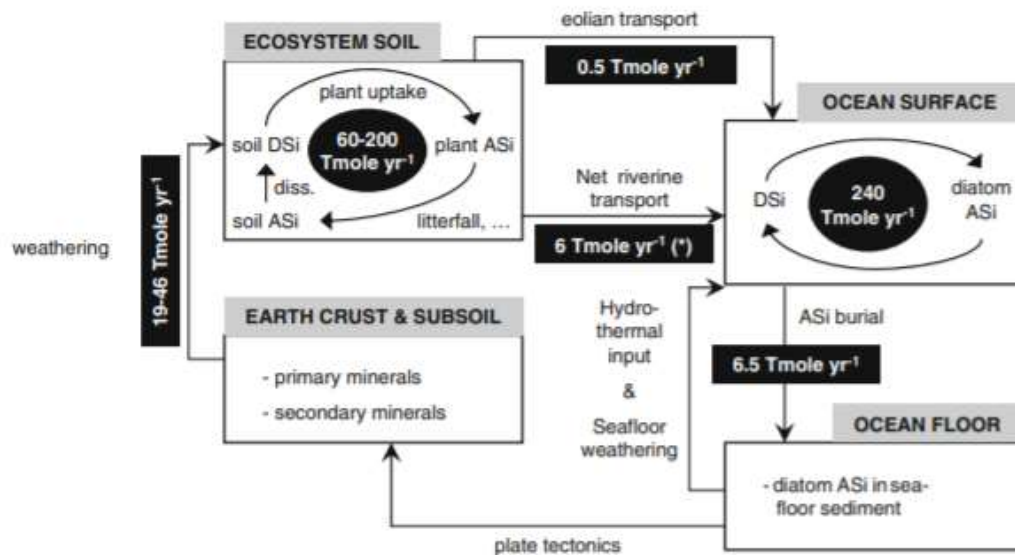 eolian transport
ECOSYSTEM SOIL
0.5 Tmole yr-1
OCEAN SURFACE
plant uptake
soil DSi
60-200
Tmole yr-1
plant ASi
diss.
soil ASi
litterfall, ...
Net riverine
transport
6 Tmole yr-1 (*)
DSi
240
Tmole yr-1
diatom
ASi
weathering
19-46 Tmole yr-1
EARTH CRUST & SUBSOIL
- primary minerals
- secondary minerals
Hydro-
thermal
input
&
Seafloor
weathering
ASi burial
6.5 Tmole yr-1
OCEAN FLOOR
- diatom ASi in sea-
floor sediment
plate tectonics